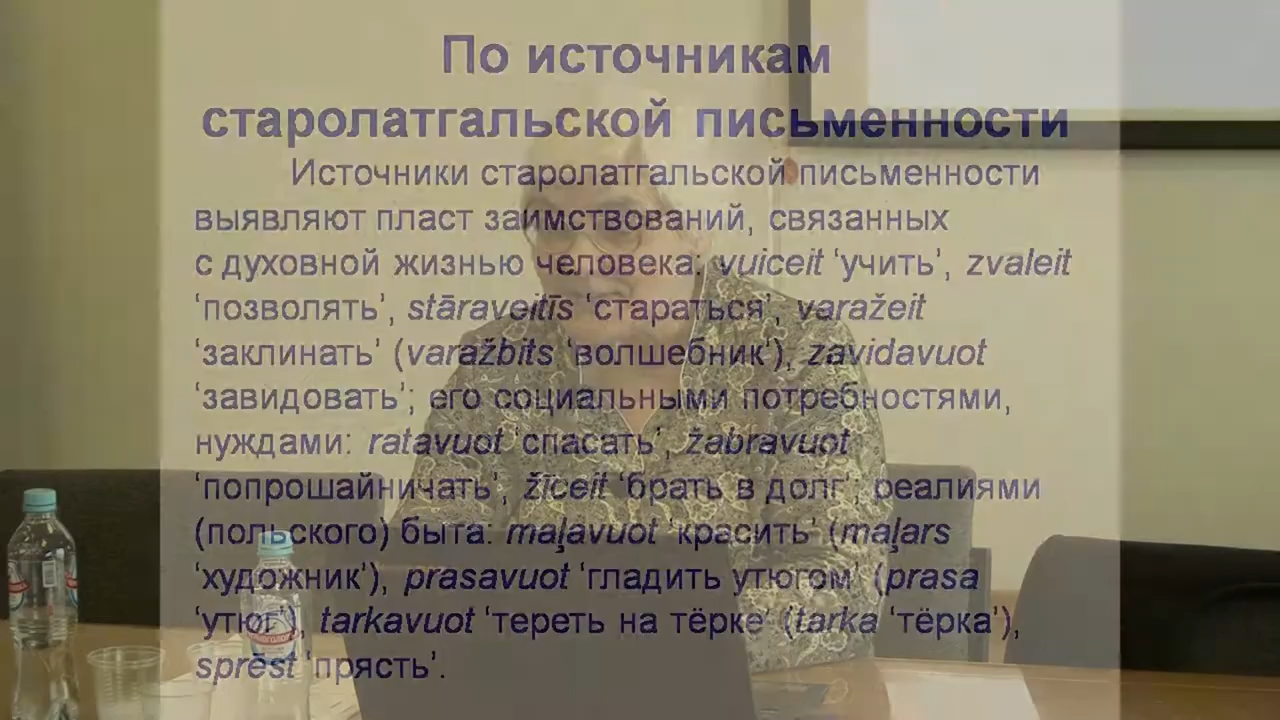 По источникам
старолатгальской письменности
Источники старолатгальской письменности
выявляют пласт заимствований, связанных
с духовной жизнью человека: vuiceit ‘учить’, zvaleit
‘позволять’, stāraveitīs ‘стараться’, varažeit
‘заклинать’ (varažbits ‘волшебник’), zavidavuot
‘завидовать’; его социальными потребностями,
нуждами: ratavuot ‘спасать’, žabravuot
‘попрошайничать’, žīceit ‘брать в долг’, реалиями
(польского) быта: maļavuot ‘красить’ (maļars
‘художник’), prasavuot ‘гладить утюгом’ (prasa
‘утюг’), tarkavuot ‘тереть на тёрке’ (tarka ‘тёрка’),
sprēst ‘прясть’.